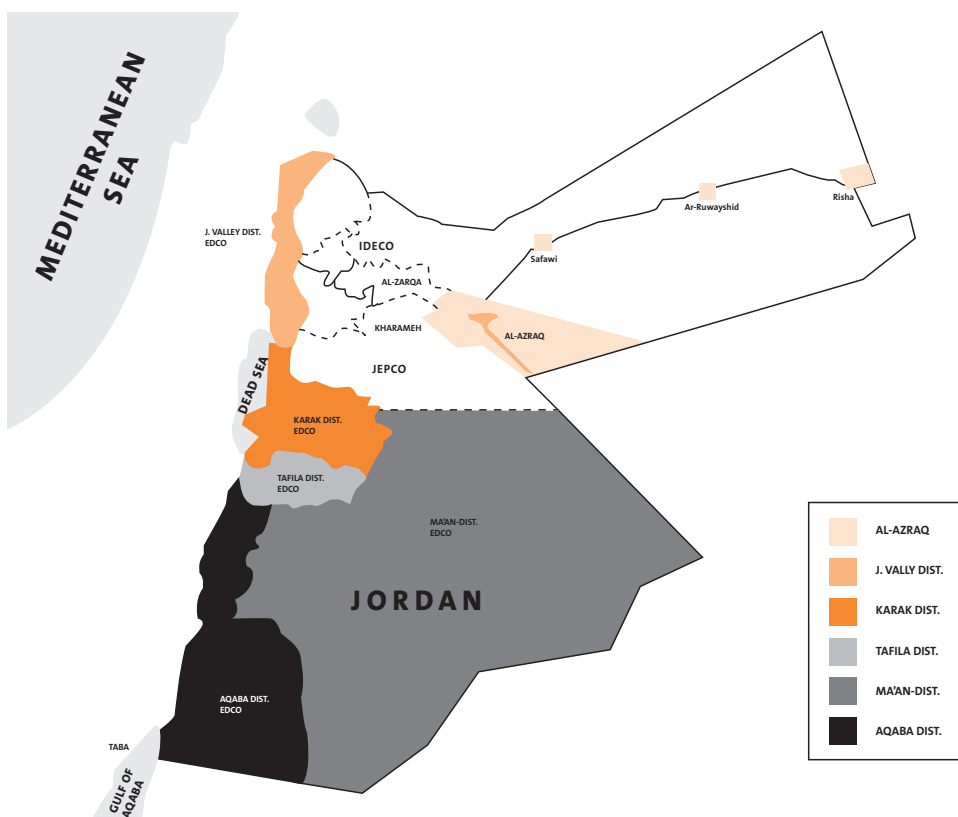 MEDITERRANEAN
SEA
J. VALLEY DIST.
EDCO
IDECO
AL-ZARQA
KHARAMEH
JEPCO
AL-AZRAQ
Safawi
Ar-Ruwayshid
Risha
DEAD SEA
KARAK DIST.
EDCO
TAFILA DIST.
EDCO
MA'AN-DIST.
EDCO
JORDAN
AQABA DIST.
EDCO
TABA
GULF OF
AQABA
AL-AZRAQ
J. VALLY DIST.
KARAK DIST.
TAFILA DIST.
MA'AN-DIST.
AQABA DIST.